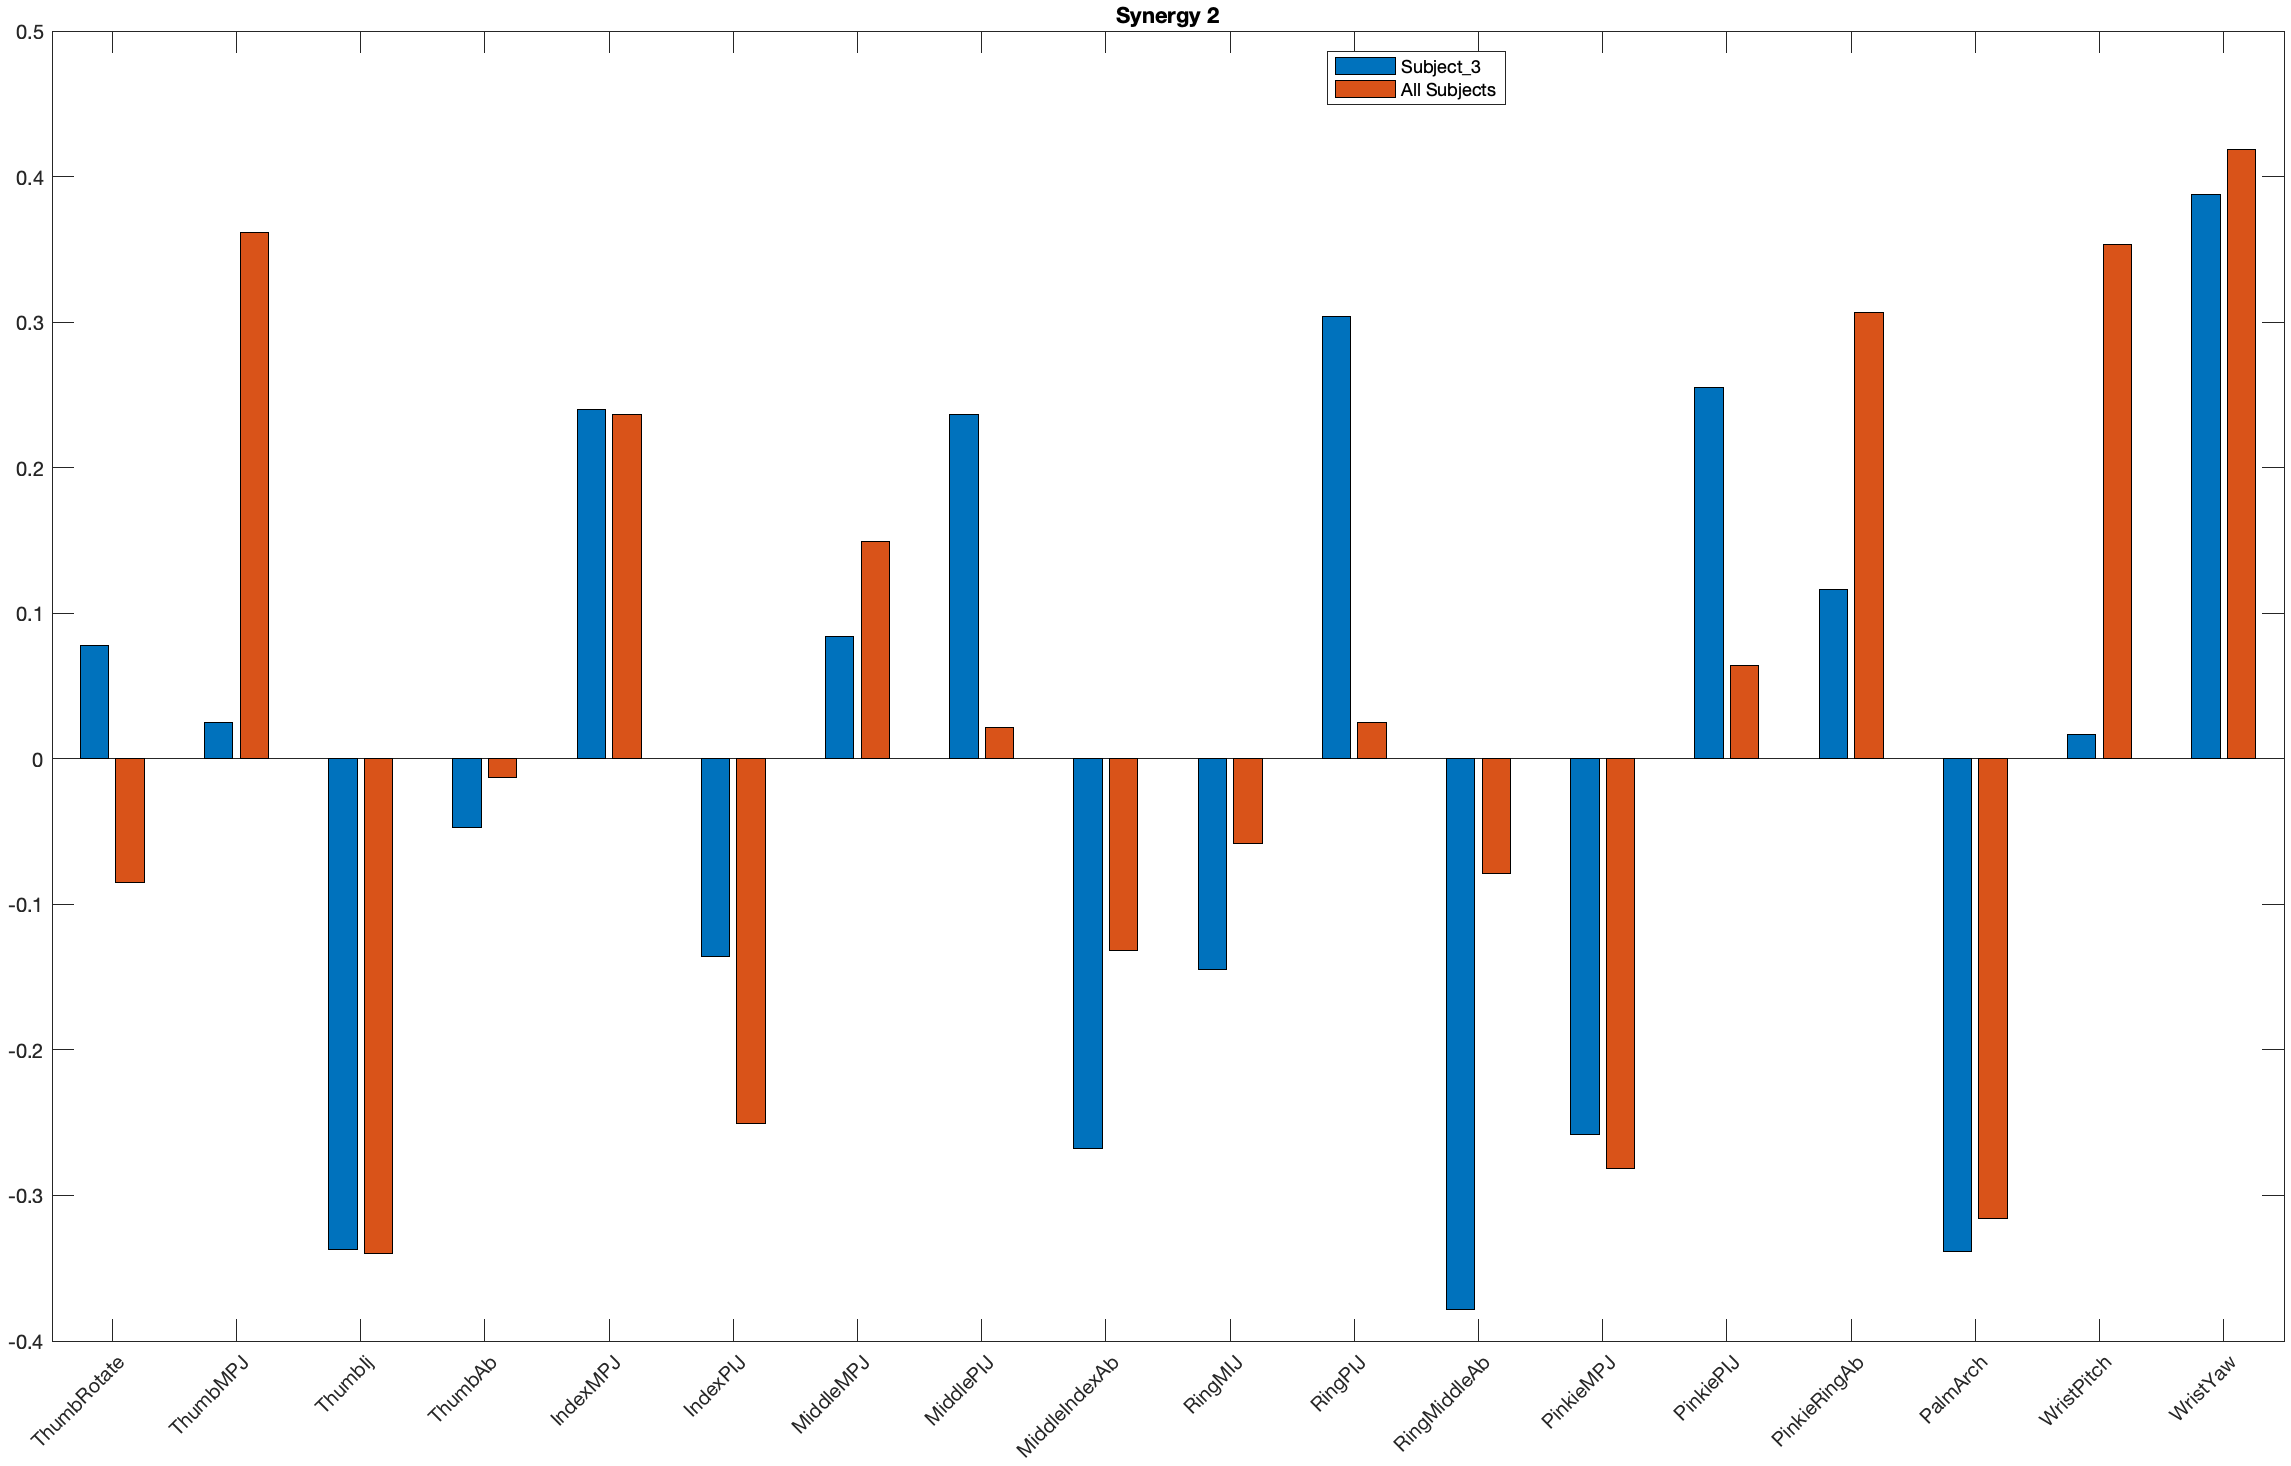 Synergy 2
Subject_3
All Subjects
0.5
0.4
0.3
0.2
0.1
0
-0.1
-0.2
-0.3
-0.4
ThumbRotate
ThumbMPJ
ThumbIj
ThumbAb
IndexMPJ
IndexPIJ
MiddleMPJ
MiddlePIJ
MiddleIndexAb
RingMIJ
RingPIJ
RingMiddleAb
PinkieMPJ
PinkiePIJ
PinkieRingAb
PalmArch
WristPitch
WristYaw